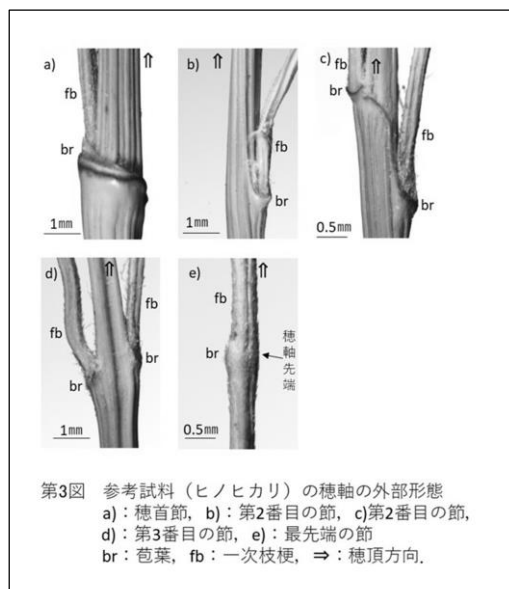 a)
⇑
fb
br
1mm
b)
⇑
fb
br
1mm
c)
fb
⇑
br
fb
br
0.5mm
d)
⇑
fb
fb
br
br
1mm
e)
⇑
fb
br
穂軸先端
0.5mm
第3図 参考試料(ヒノヒカリ)の穂軸の外部形態
a):穂首節,b):第2番目の節,c)第2番目の節,
d):第3番目の節,e):最先端の節
br:苞葉,fb:一次枝梗,⇒:穂頂方向.